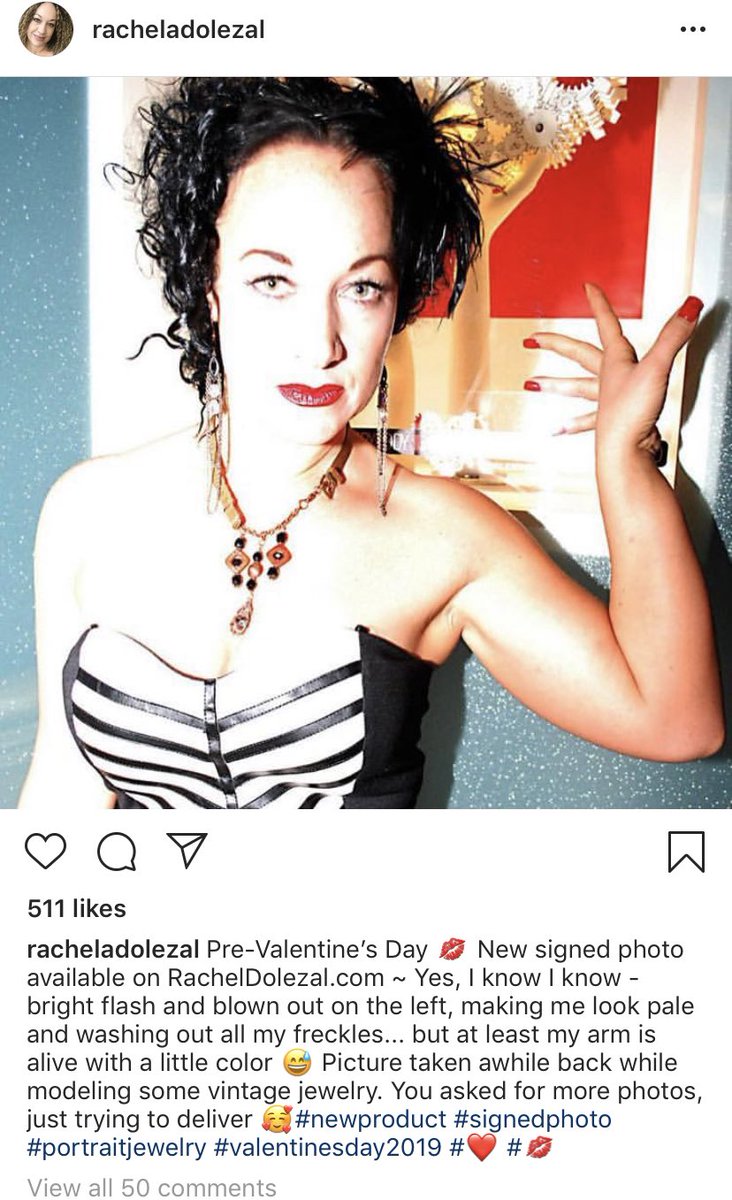 racheladolezal
511 likes
racheladolezal Pre-Valentine’s Day 💋 New signed photo
available on RachelDolezal.com ~ Yes, I know I know -
bright flash and blown out on the left, making me look pale
and washing out all my freckles... but at least my arm is
alive with a little color 😅 Picture taken awhile back while
modeling some vintage jewelry. You asked for more photos,
just trying to deliver 🥰#newproduct #signedphoto
#portraitjewelry #valentinesday2019 #❤️ #💋
View all 50 comments